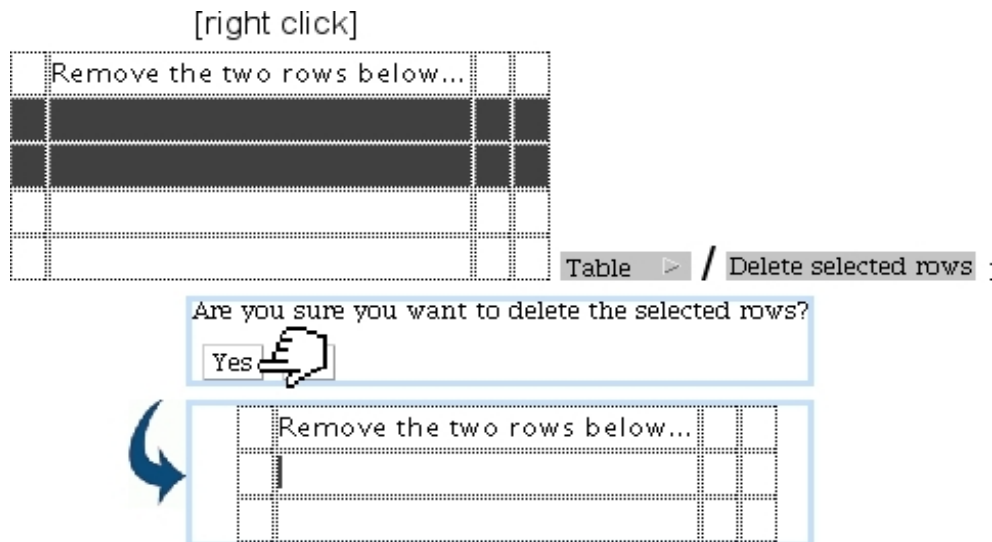 [right click]
Remove the two rows below...
Table / Delete selected rows
Are you sure you want to delete the selected rows?
Yes
Remove the two rows below...